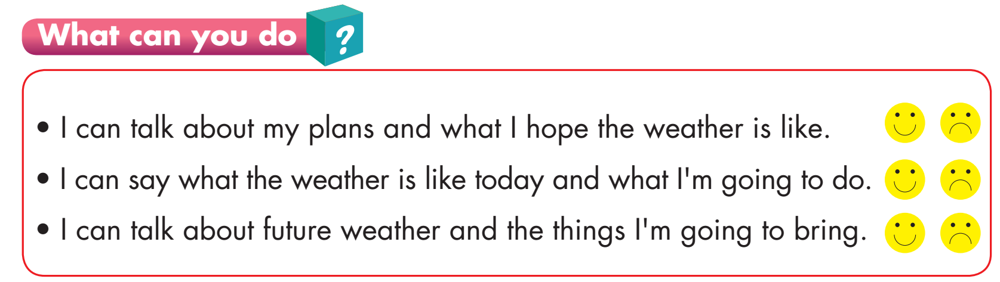 What can you do ?
• I can talk about my plans and what I hope the weather is like.
• I can say what the weather is like today and what I'm going to do.
• I can talk about future weather and the things I'm going to bring.